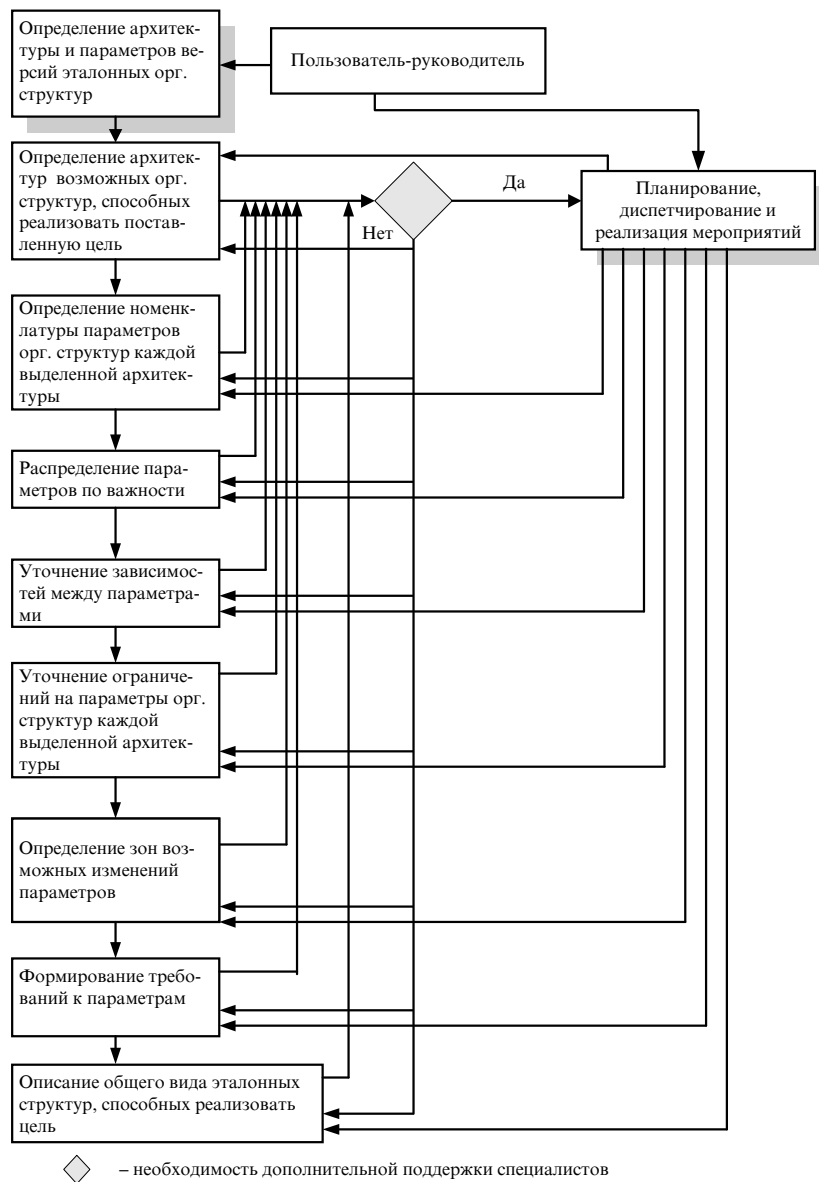 Определение архитек-
туры и параметров вер-
сий эталонных орг.
структур
Пользователь-руководитель
Определение архитек-
тур возможных орг.
структур, способных
реализовать постав-
ленную цель
Да
Нет
Планирование,
диспетчирование и
реализация мероприятий
Определение номенк-
латуры параметров
орг. структур каждой
выделенной архитек-
туры
Распределение пара-
метров по важности
Уточнение зависимос-
тей между параметра-
ми
Уточнение ограниче-
ний на параметры орг.
структур каждой
выделенной архитек-
туры
Определение зон воз-
можных изменений
параметров
Формирование требо-
ваний к параметрам
Описание общего вида эталонных
структур, способных реализовать
цель
– необходимость дополнительной поддержки специалистов